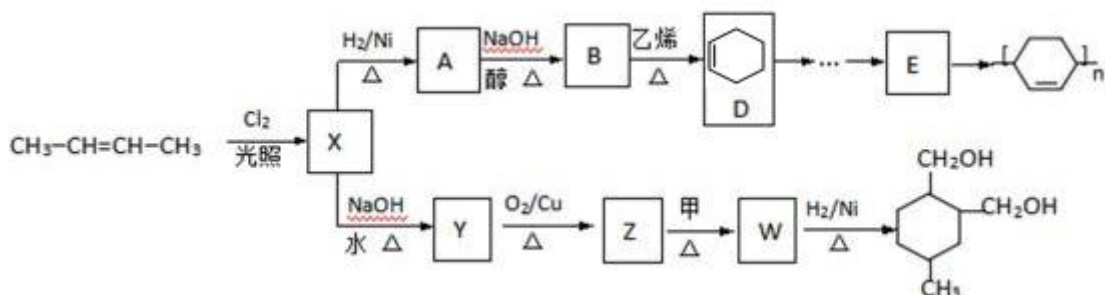 H₂/Ni
△
A
NaOH
醇 △
B
乙烯
△
D
...
E
[ ]n
CH₃-CH=CH-CH₃
Cl₂
光照
X
NaOH
水 △
Y
O₂/Cu
△
Z
甲
△
W
H₂/Ni
△
CH₂OH
CH₂OH
CH₃